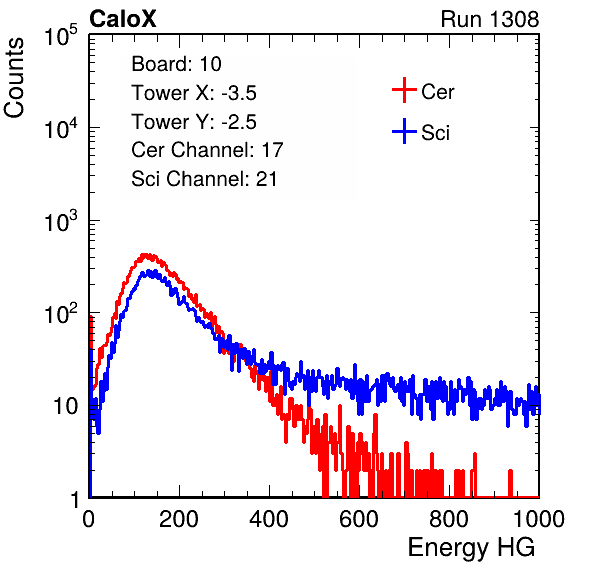 CaloX Run 1308
Counts
10^5
10^4
10^3
10^2
10
1
Board: 10
Tower X: -3.5
Tower Y: -2.5
Cer Channel: 17
Sci Channel: 21
Cer
Sci
0 200 400 600 800 1000
Energy HG